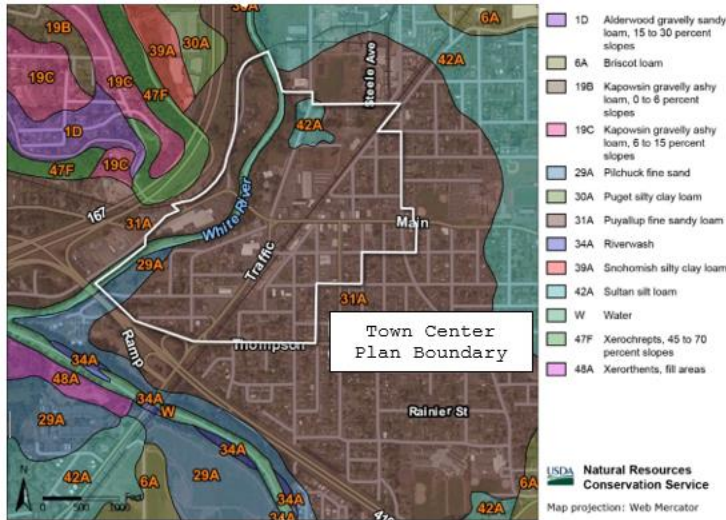 30A
19B
39A
30A
6A
42A
Steele Ave
19C
19C
47F
42A
1D
19C
47F
167
31A
White River
Main
29A
Traffic
31A
Town Center
Plan Boundary
Ramp
Thompson
34A
48A
34A
W
Rainier St
29A
34A
42A
6A
29A
34A
6A
42A
34A
N
0
500
1000
Feet
1D Alderwood gravelly sandy
loam, 15 to 30 percent
slopes
6A Briscot loam
19B Kapowsin gravelly ashy
loam, 0 to 6 percent
slopes
19C Kapowsin gravelly ashy
loam, 6 to 15 percent
slopes
29A Pilchuck fine sand
30A Puget silty clay loam
31A Puyallup fine sandy loam
34A Riverwash
39A Snohomish silty clay loam
42A Sultan silt loam
W Water
47F Xerochrepts, 45 to 70
percent slopes
48A Xerorthents, fill areas
USDA Natural Resources
Conservation Service
Map projection: Web Mercator